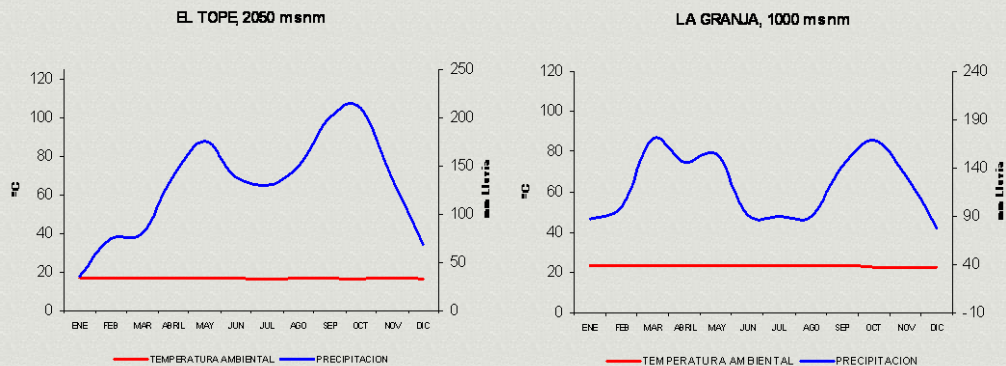 EL TOPE, 2050 msnm
120
100
80
60
40
20
0
°C
250
200
150
100
50
0
mm Lluvia
ENE FEB MAR ABRIL MAY JUN JUL AGO SEP OCT NOV DIC
TEMPERATURA AMBIENTAL PRECIPITACION
LA GRANJA, 1000 msnm
120
100
80
60
40
20
0
°C
240
190
140
90
40
-10
mm Lluvia
ENE FEB MAR ABRIL MAY JUN JUL AGO SEP OCT NOV DIC
TEMPERATURA AMBIENTAL PRECIPITACION